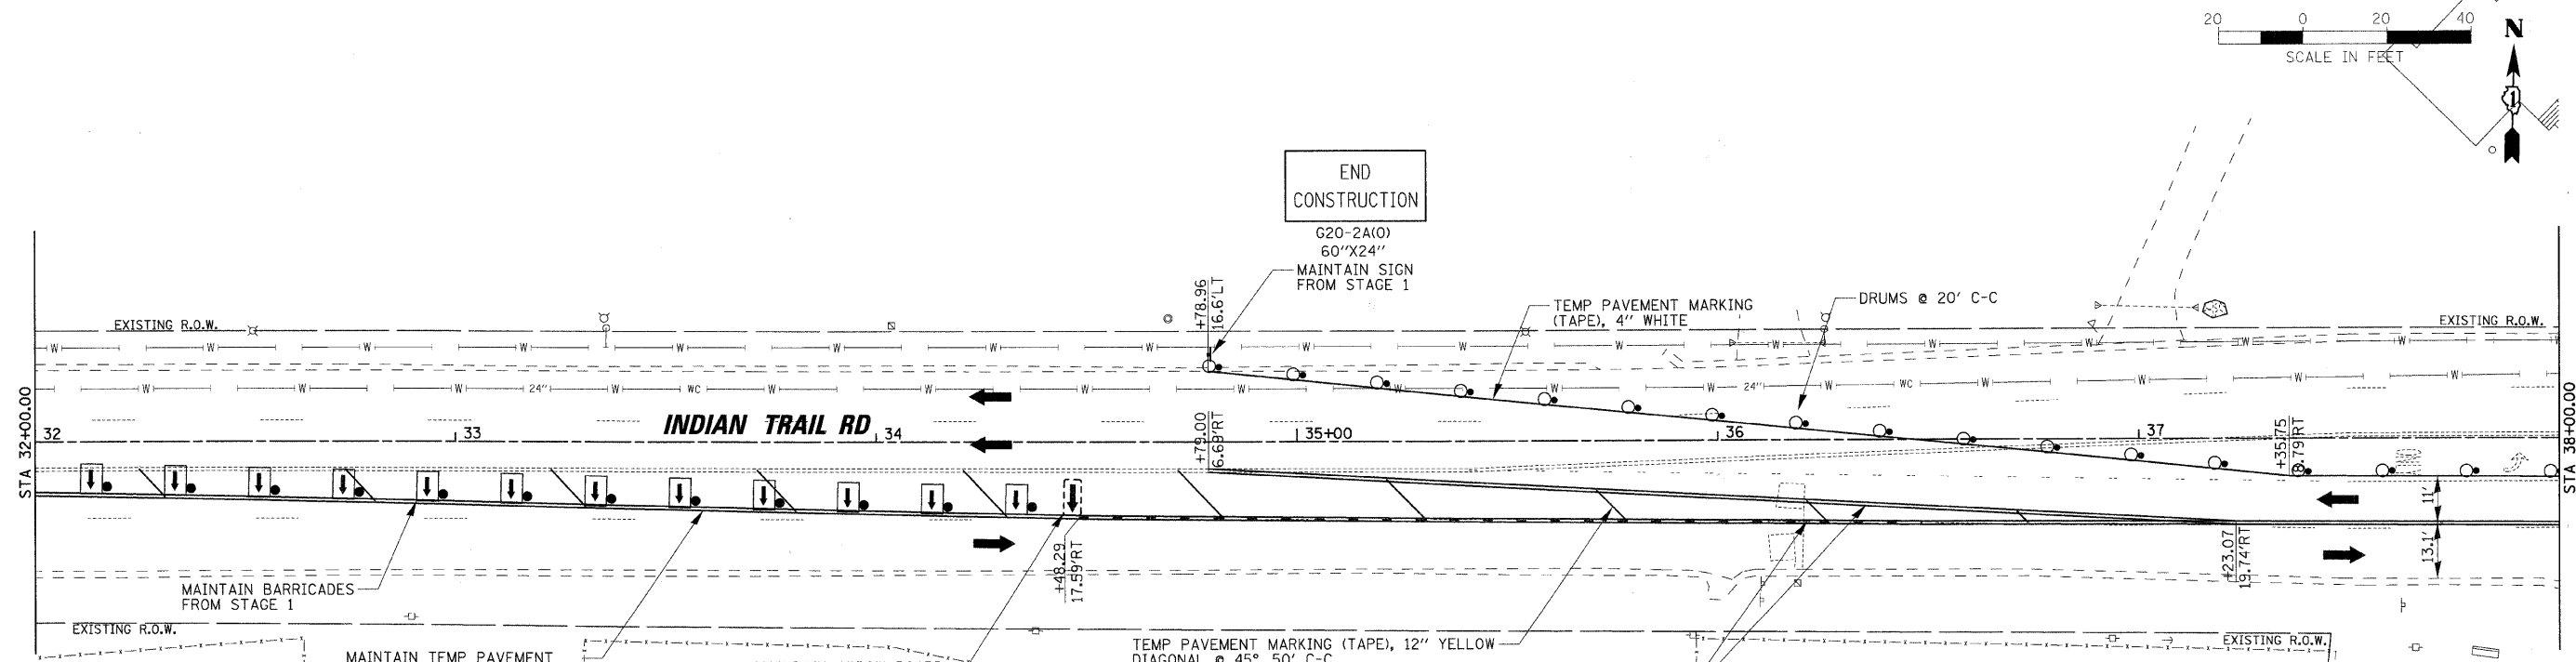 20 0 20 40
SCALE IN FEET
N
1
END
CONSTRUCTION
G20-2A(O)
60"X24"
MAINTAIN SIGN
FROM STAGE 1
+78.96
16.6'LT
TEMP PAVEMENT MARKING
(TAPE), 4" WHITE
DRUMS @ 20' C-C
EXISTING R.O.W.
EXISTING R.O.W.
W W W W W W W W W W W W W W W W
W W W 24" W WC W W W W W W 24" W WC W W W W
STA 32+00.00
32 33 34 35+00 36 37
INDIAN TRAIL RD
STA 38+00.00
+79.00
6.69'RT
+35.75
8.79'RT
11'
13.1'
+48.29
17.59'RT
+23.07
19.74'RT
MAINTAIN BARRICADES
FROM STAGE 1
EXISTING R.O.W.
EXISTING R.O.W.
MAINTAIN TEMP PAVEMENT
TEMP PAVEMENT MARKING (TAPE), 12" YELLOW
DIAGONAL @ 45° 50' C-C